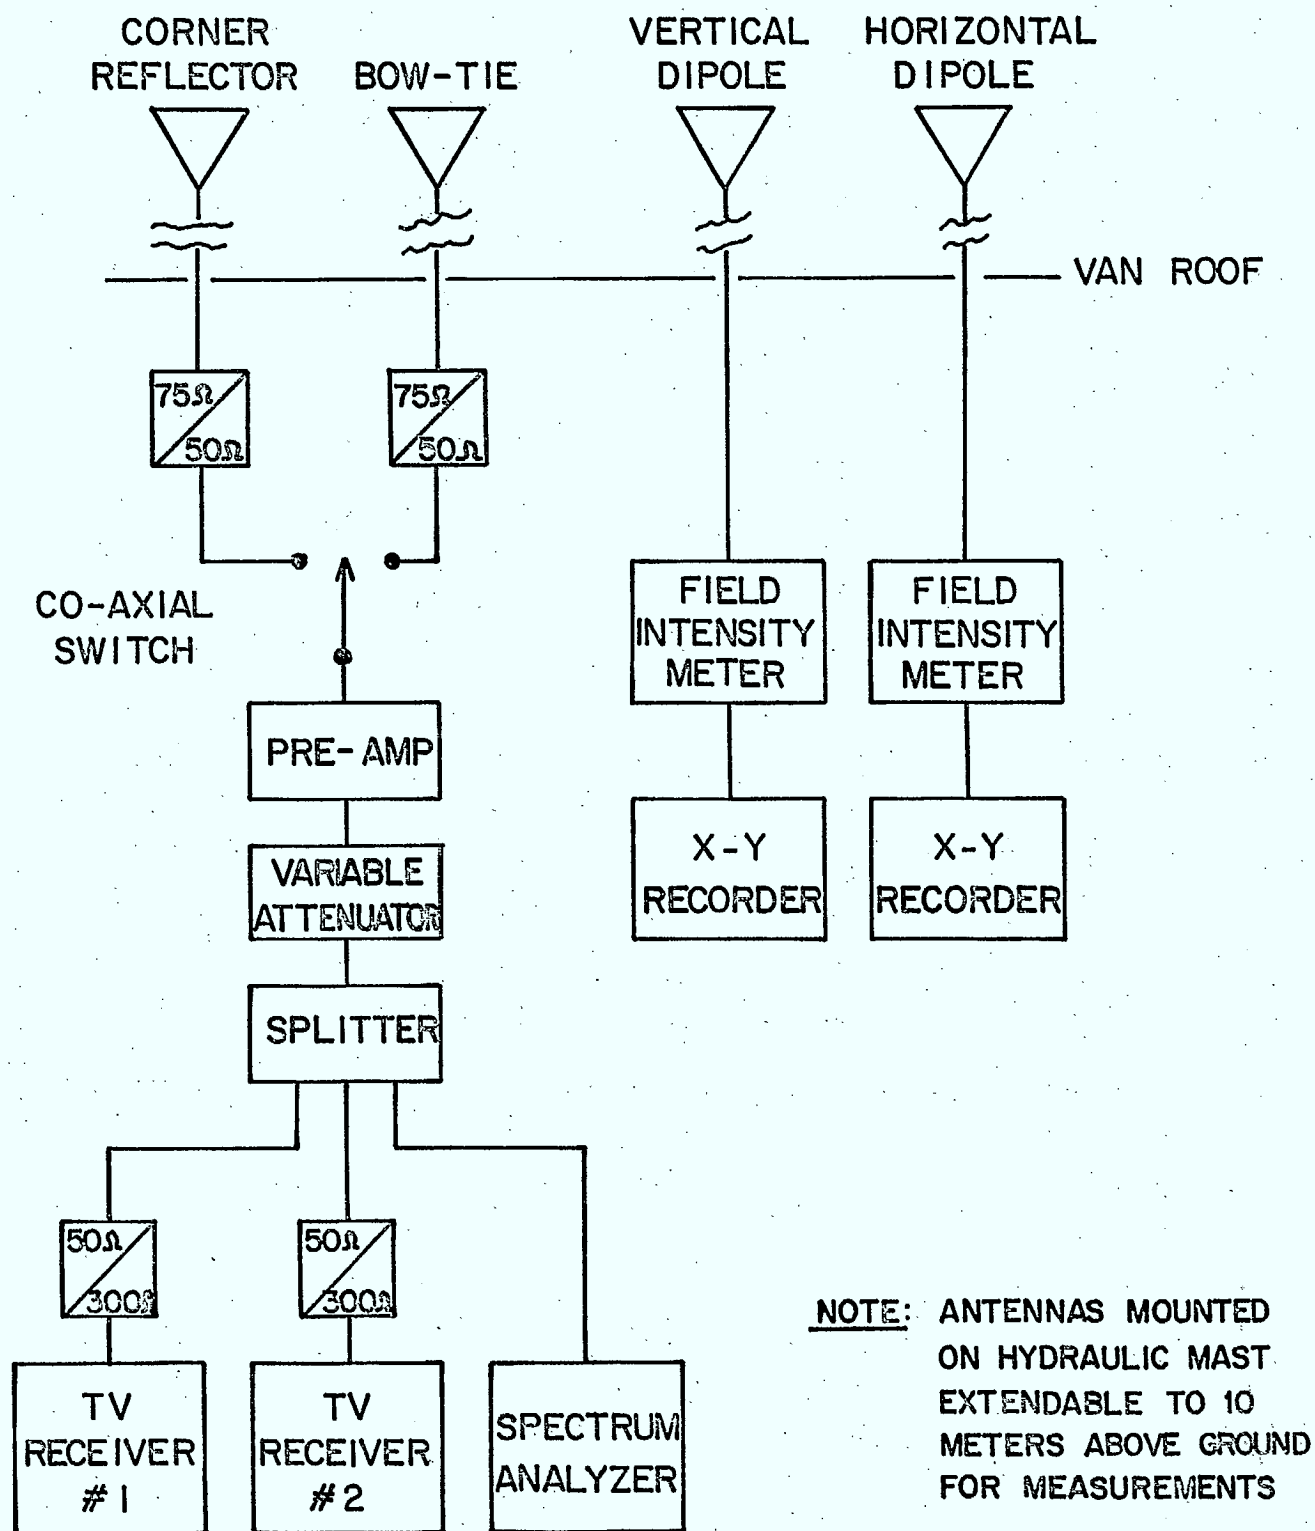 CORNER
REFLECTOR
BOW-TIE
VERTICAL
DIPOLE
HORIZONTAL
DIPOLE
VAN ROOF
75Ω
50Ω
75Ω
50Ω
CO-AXIAL
SWITCH
FIELD
INTENSITY
METER
FIELD
INTENSITY
METER
PRE-AMP
X-Y
RECORDER
X-Y
RECORDER
VARIABLE
ATTENUATOR
SPLITTER
50Ω
300Ω
50Ω
300Ω
TV
RECEIVER
#1
TV
RECEIVER
#2
SPECTRUM
ANALYZER
NOTE: ANTENNAS MOUNTED
ON HYDRAULIC MAST
EXTENDABLE TO 10
METERS ABOVE GROUND
FOR MEASUREMENTS